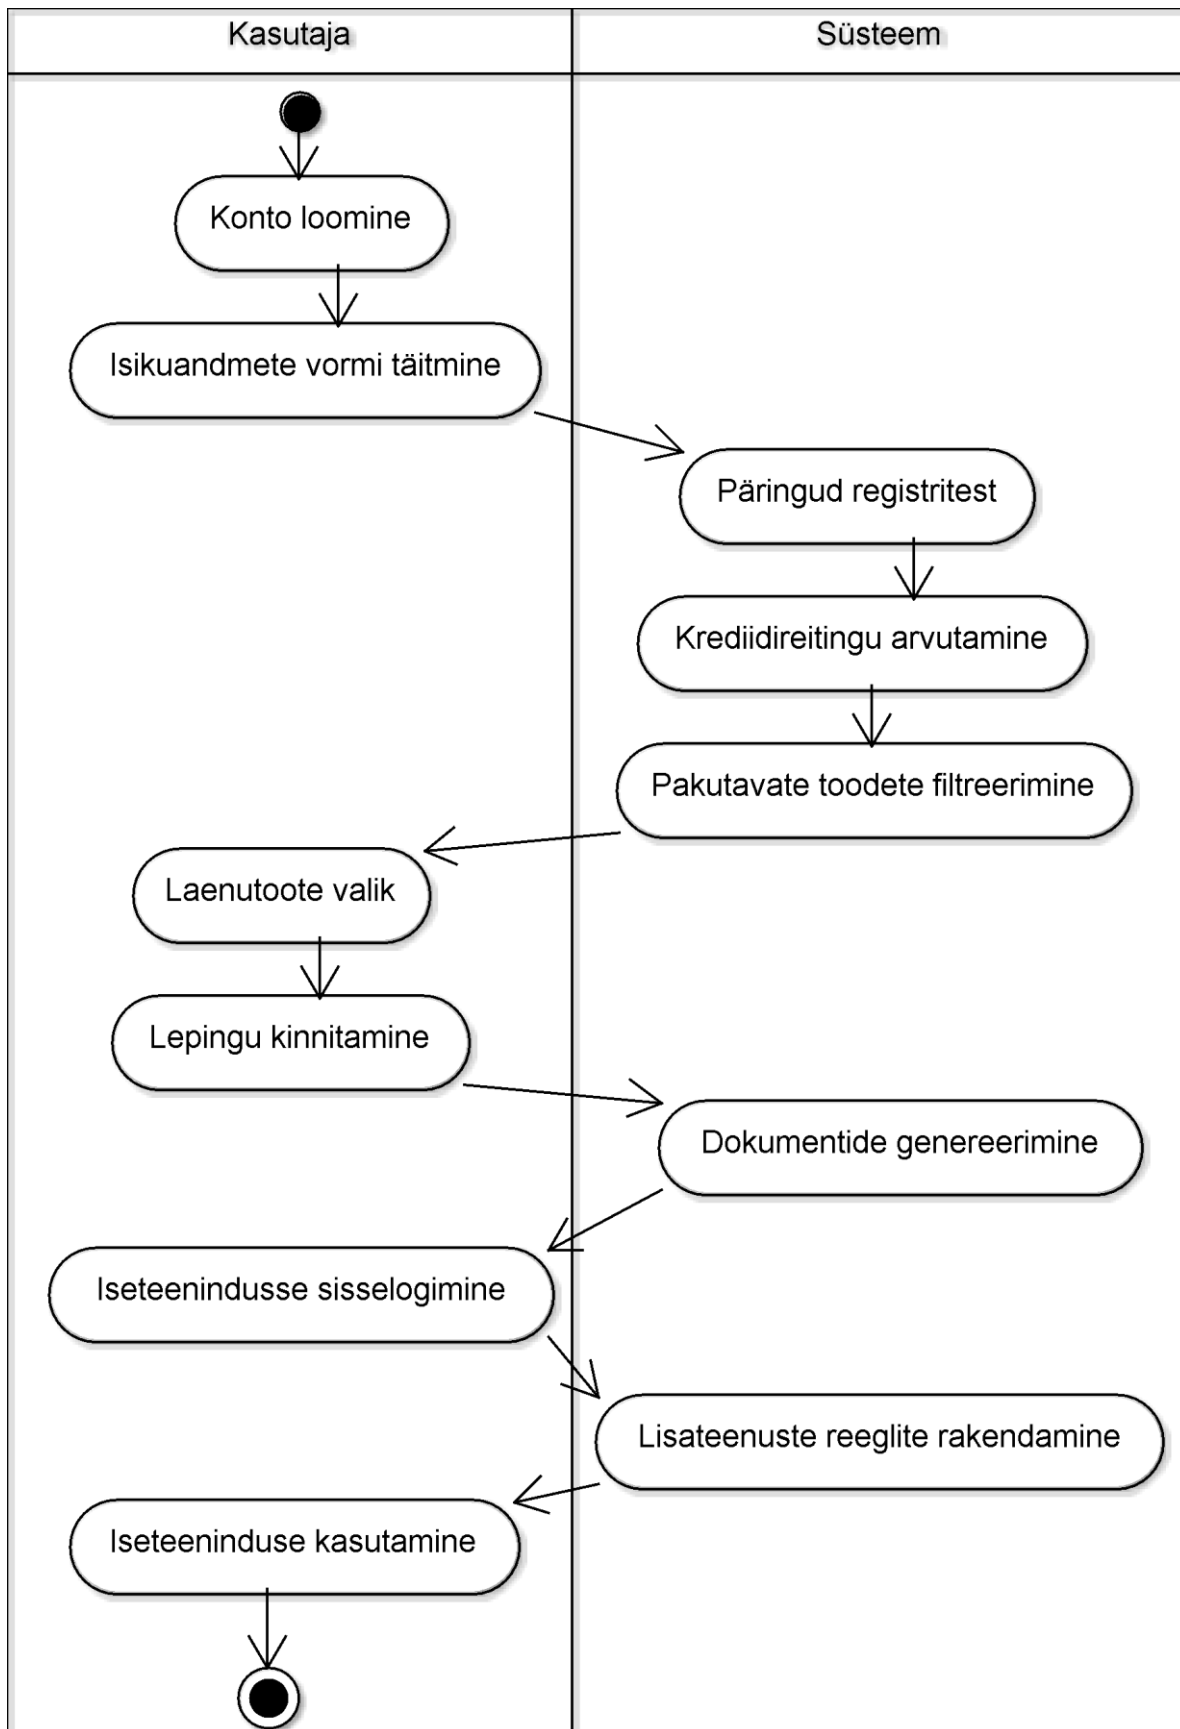 Kasutaja
Süsteem
Konto loomine
Isikuandmete vormi täitmine
Päringud registritest
Krediidireitingu arvutamine
Pakutavate toodete filtreerimine
Laenutoote valik
Lepingu kinnitamine
Dokumentide genereerimine
Iseteenindusse sisselogimine
Lisateenuste reeglite rakendamine
Iseteeninduse kasutamine